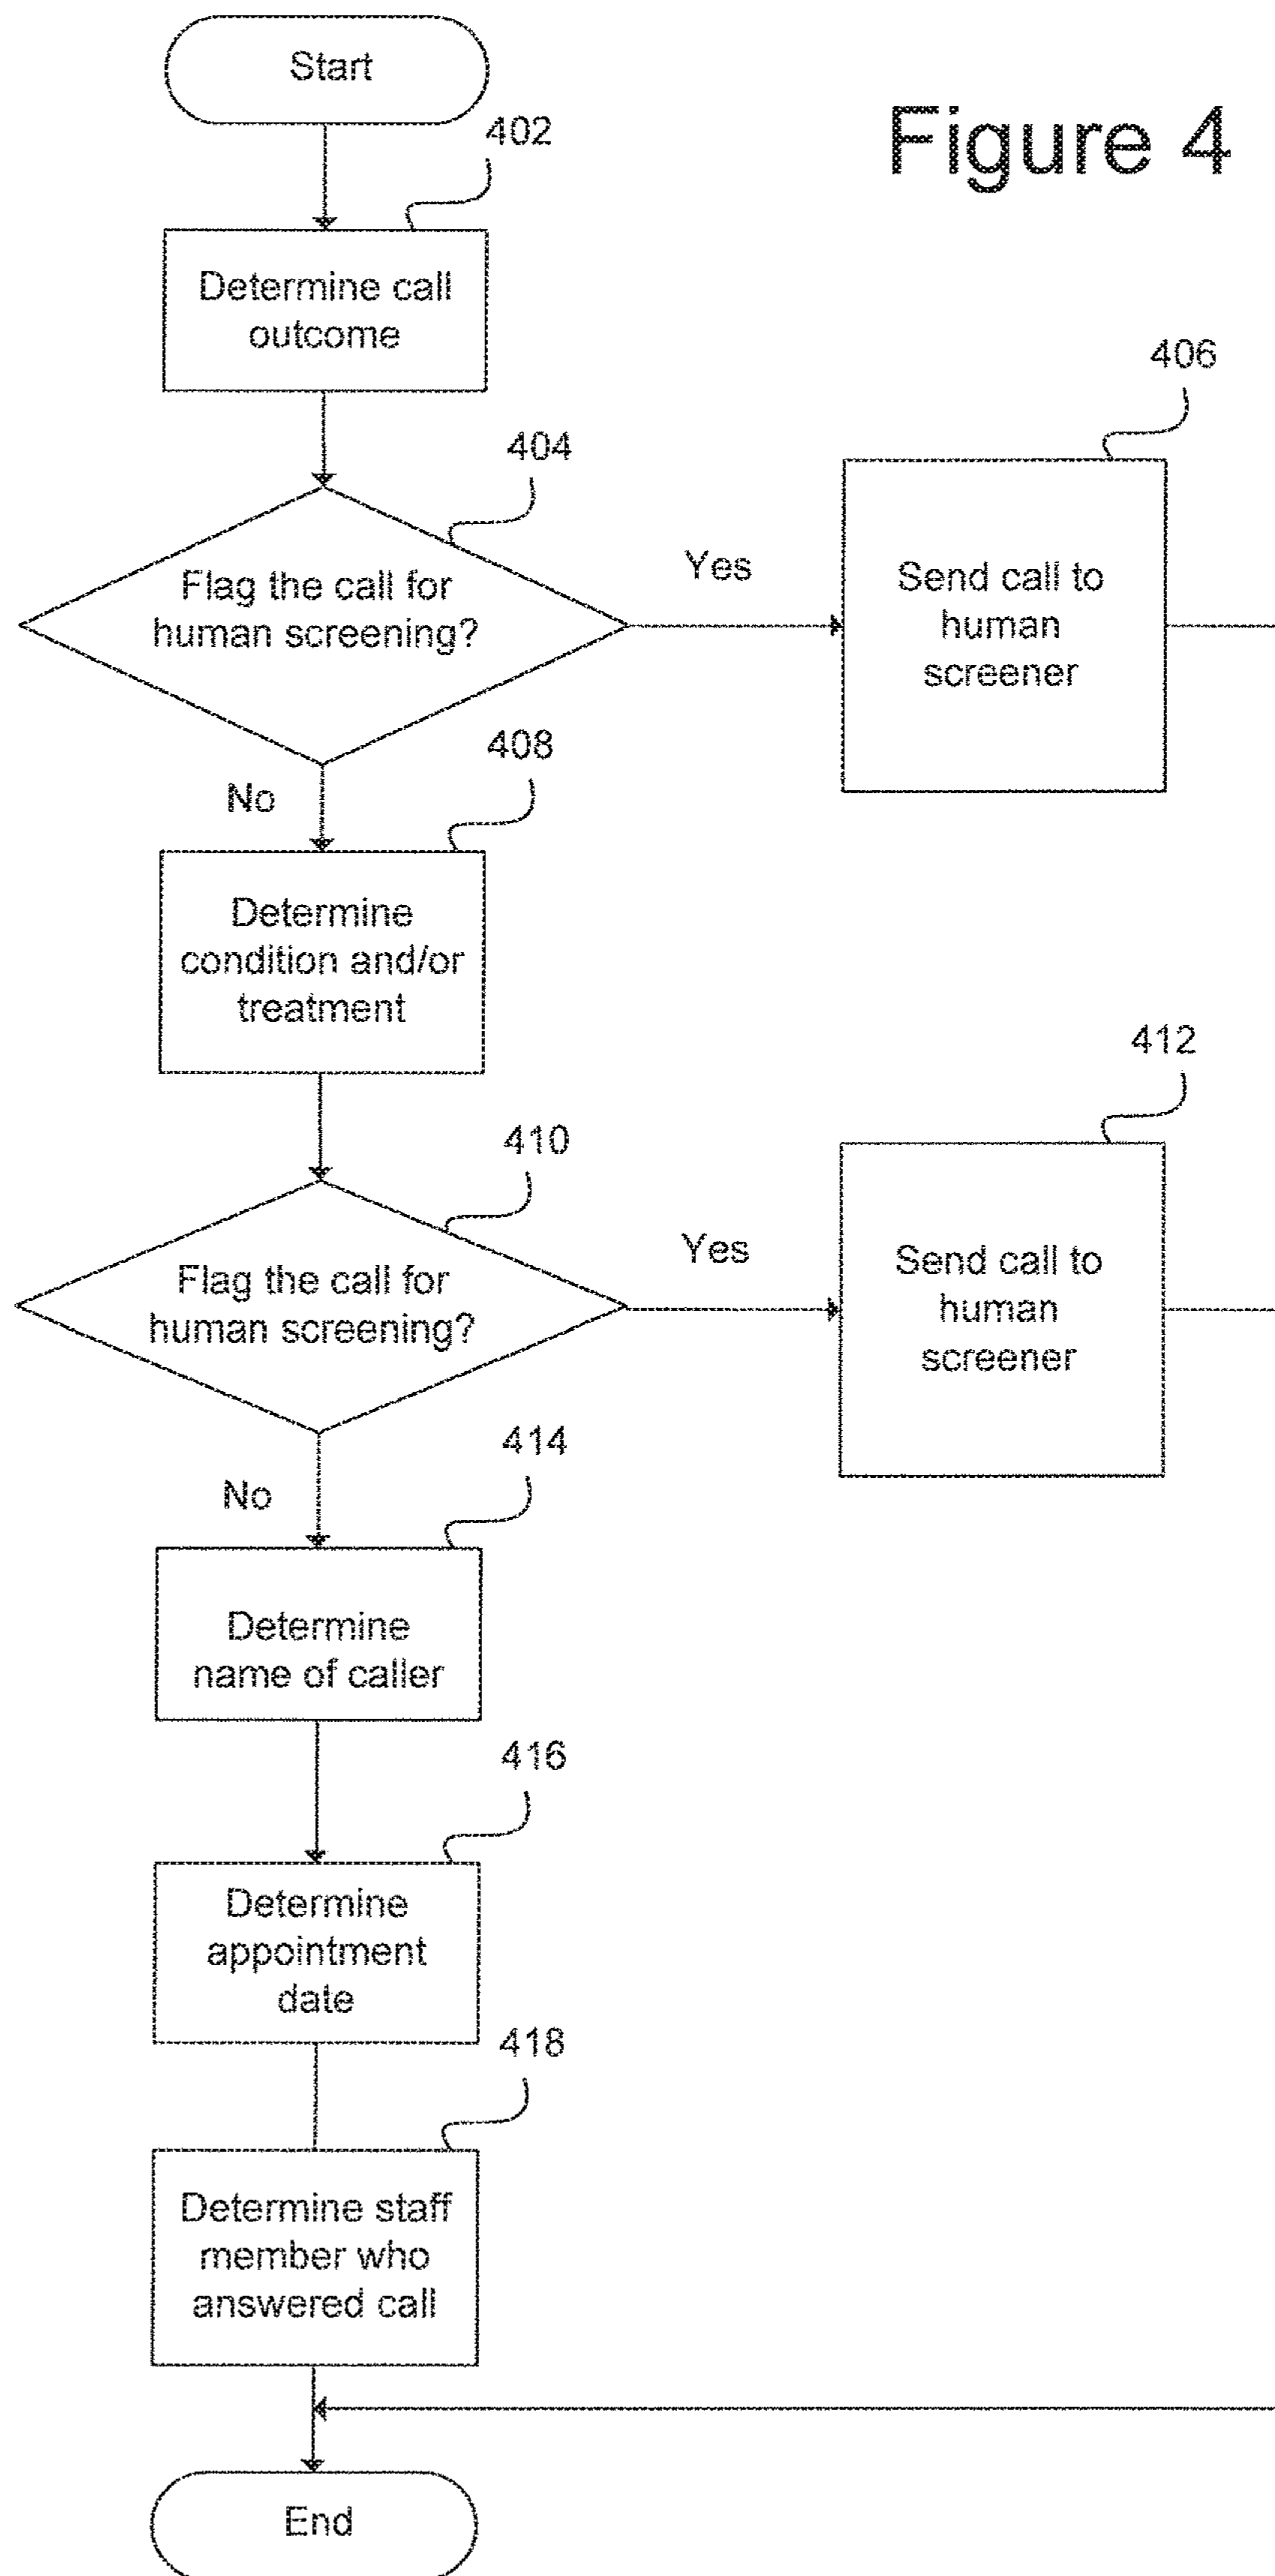 Start
Figure 4
402
Determine call
outcome
404
406
Flag the call for
human screening?
Yes
Send call to
human
screener
No
408
Determine
condition and/or
treatment
410
412
Flag the call for
human screening?
Yes
Send call to
human
screener
No
414
Determine
name of caller
416
Determine
appointment
date
418
Determine staff
member who
answered call
End